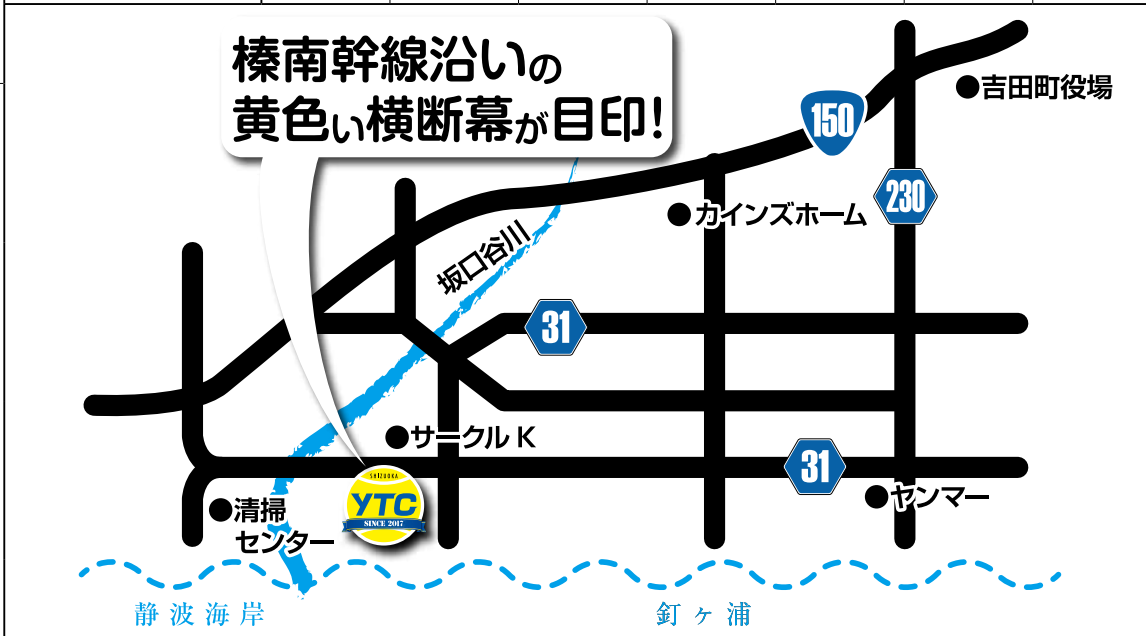 榛南幹線沿いの
黄色い横断幕が目印!
●吉田町役場
150
230
●カインズホーム
坂口谷川
31
●サークルK
31
SHIZUOKA
YTC
SINCE 2017
●清掃
センター
●ヤンマー
静波海岸
釘ヶ浦